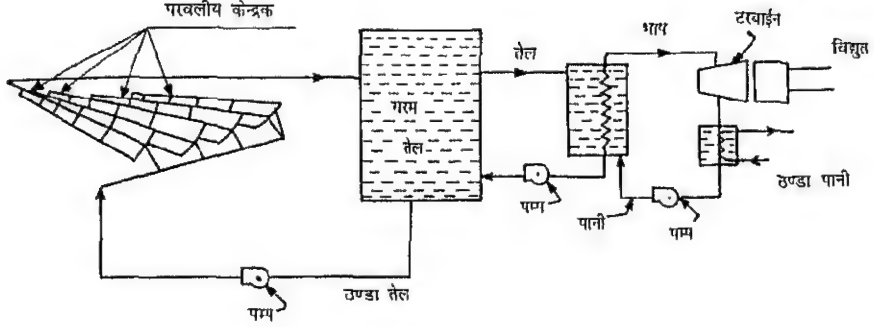 परवलीय केन्द्रक
टरबाईन
भाप
विद्युत
तेल
गरम
तेल
ठण्डा पानी
पम्प
पानी
पम्प
ठण्डा तेल
पम्प